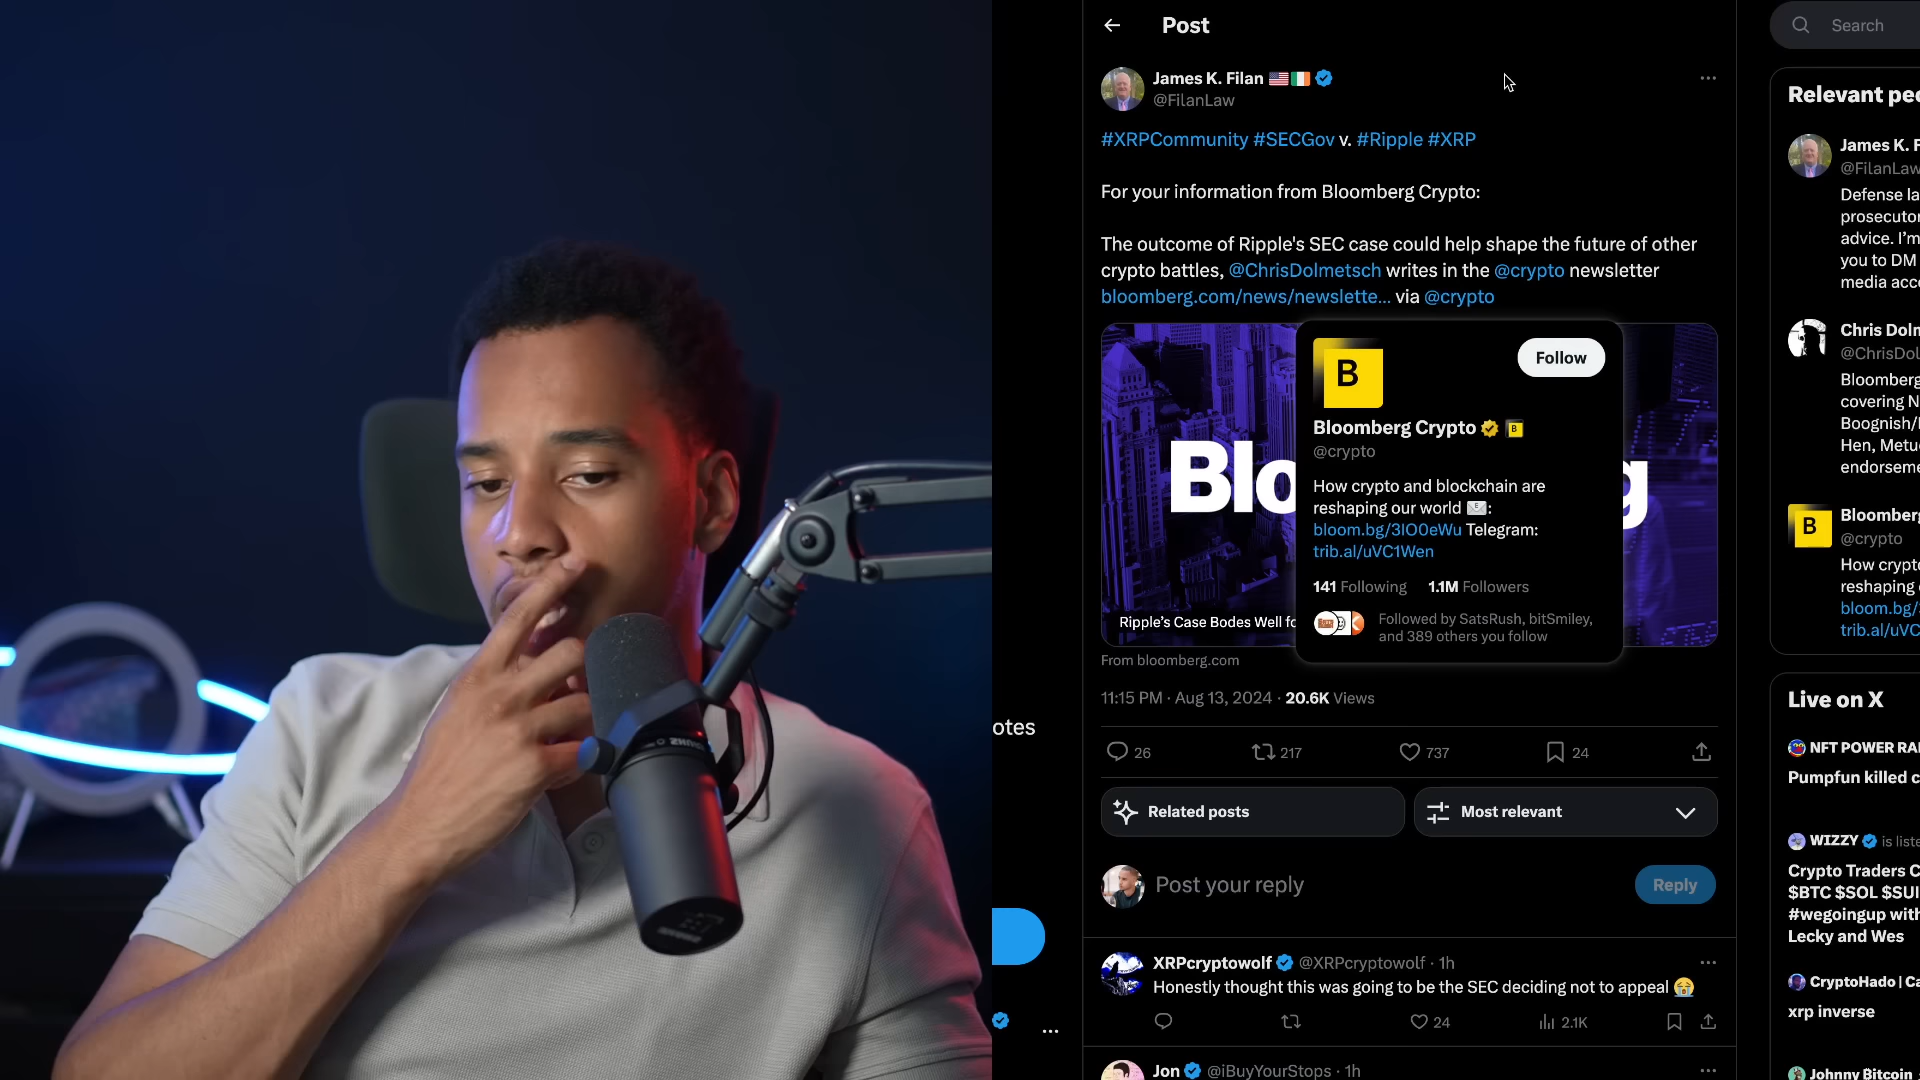 Post
James K. Filan
@FilanLaw
#XRPCommunity #SECGov v. #Ripple #XRP
For your information from Bloomberg Crypto:
The outcome of Ripple's SEC case could help shape the future of other
crypto battles, @ChrisDolmetsch writes in the @crypto newsletter
bloomberg.com/news/newslette... via @crypto
Blo
g
B
Follow
Bloomberg Crypto
B
@crypto
How crypto and blockchain are
reshaping our world :
bloom.bg/3IO0eWu Telegram:
trib.al/uVC1Wen
141 Following 1.1M Followers
Followed by SatsRush, bitSmiley,
and 389 others you follow
Ripple's Case Bodes Well fo
From bloomberg.com
11:15 PM · Aug 13, 2024 · 20.6K Views
26 217 737 24
Related posts
Most relevant
Post your reply
Reply
XRPcryptowolf @XRPcryptowolf · 1h
Honestly thought this was going to be the SEC deciding not to appeal 😭
24 2.1K
Jon @iBuyYourStops · 1h
otes
Search
Relevant peo
James K. F
@FilanLaw
Defense la
prosecutor
advice. I'm
you to DM
media acc
Chris Doln
@ChrisDol
Bloomberg
covering N
Boognish/
Hen, Metu
endorseme
Bloomberg
B
@crypto
How crypto
reshaping
bloom.bg/
trib.al/uVC
Live on X
NFT POWER RA
Pumpfun killed c
WIZZY is liste
Crypto Traders C
$BTC $SOL $SUI
#wegoingup with
Lecky and Wes
CryptoHado | Ca
xrp inverse
Johnny Bitcoin